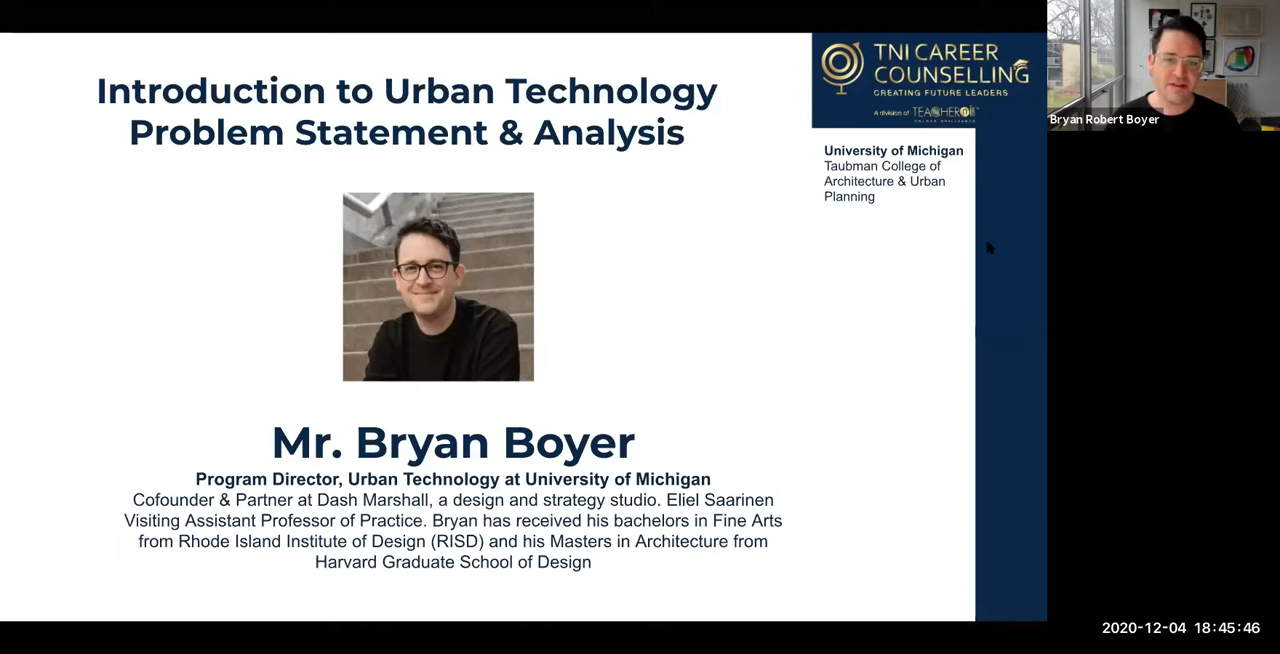 Introduction to Urban Technology
Problem Statement & Analysis
TNI CAREER
COUNSELLING
CREATING FUTURE LEADERS
A division of
University of Michigan
Taubman College of
Architecture & Urban
Planning
Bryan Robert Boyer
Mr. Bryan Boyer
Program Director, Urban Technology at University of Michigan
Cofounder & Partner at Dash Marshall, a design and strategy studio. Eliel Saarinen
Visiting Assistant Professor of Practice. Bryan has received his bachelors in Fine Arts
from Rhode Island Institute of Design (RISD) and his Masters in Architecture from
Harvard Graduate School of Design
2020-12-04 18:45:46